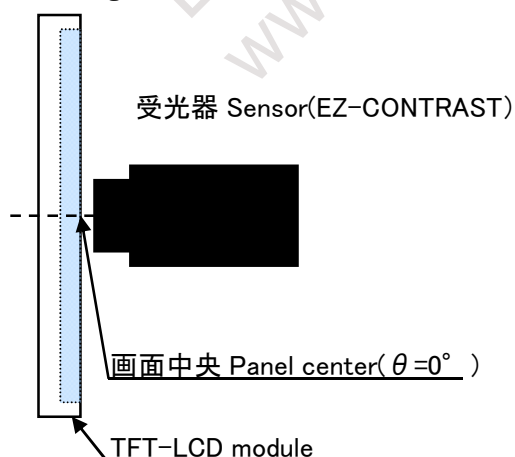 受光器 Sensor(EZ-CONTRAST)
画面中央 Panel center(θ=0°)
TFT-LCD module